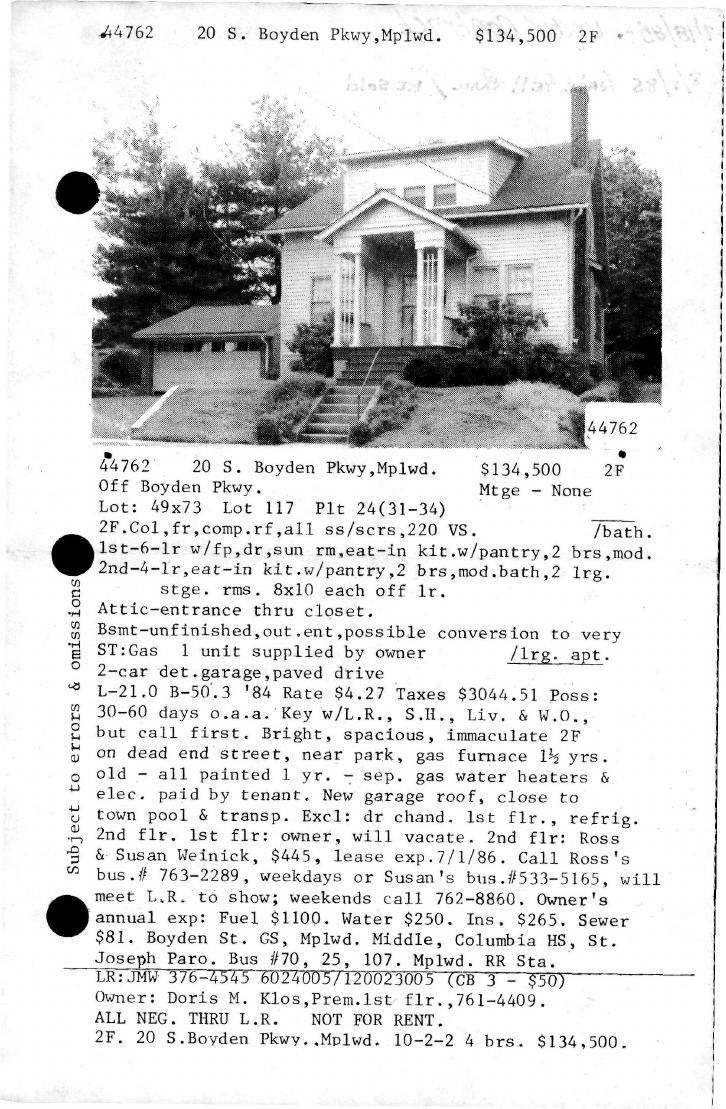 44762 20 S. Boyden Pkwy,Mplwd. $134,500 2F
44762
44762 20 S. Boyden Pkwy,Mplwd. $134,500 2F
Off Boyden Pkwy. Mtge - None
Lot: 49x73 Lot 117 Plt 24(31-34)
2F.Col,fr,comp.rf,all ss/scrs,220 VS. /bath.
1st-6-lr w/fp,dr,sun rm,eat-in kit.w/pantry,2 brs,mod.
2nd-4-lr,eat-in kit.w/pantry,2 brs,mod.bath,2 lrg.
stge. rms. 8x10 each off lr.
Attic-entrance thru closet.
Bsmt-unfinished,out.ent,possible conversion to very
ST:Gas 1 unit supplied by owner /lrg. apt.
2-car det.garage,paved drive
L-21.0 B-50.3 '84 Rate $4.27 Taxes $3044.51 Poss:
30-60 days o.a.a. Key w/L.R., S.H., Liv. & W.O.,
but call first. Bright, spacious, immaculate 2F
on dead end street, near park, gas furnace 1½ yrs.
old - all painted 1 yr. - sep. gas water heaters &
elec. paid by tenant. New garage roof, close to
town pool & transp. Excl: dr chand. 1st flr., refrig.
2nd flr. 1st flr: owner, will vacate. 2nd flr: Ross
& Susan Weinick, $445, lease exp.7/1/86. Call Ross's
bus.# 763-2289, weekdays or Susan's bus.#533-5165, will
meet L.R. to show; weekends call 762-8860. Owner's
annual exp: Fuel $1100. Water $250. Ins. $265. Sewer
$81. Boyden St. GS, Mplwd. Middle, Columbia HS, St.
Joseph Paro. Bus #70, 25, 107. Mplwd. RR Sta.
LR:JMW 376-4545 6024005/120023005 (CB 3 - $50)
Owner: Doris M. Klos,Prem.1st flr.,761-4409.
ALL NEG. THRU L.R. NOT FOR RENT.
2F. 20 S.Boyden Pkwy.,Mplwd. 10-2-2 4 brs. $134,500.
Subject to errors & omissions